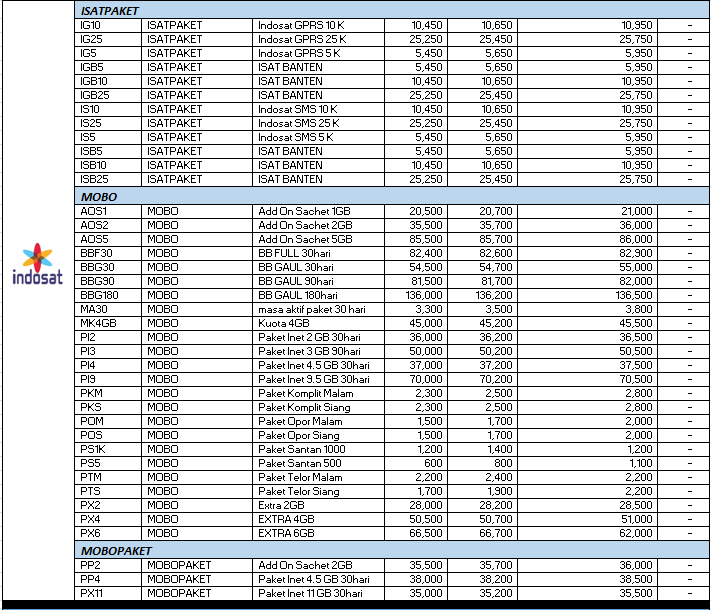 ISATPAKET
IG10 ISATPAKET Indosat GPRS 10 K 10,450 10,650 10,950 -
IG25 ISATPAKET Indosat GPRS 25 K 25,250 25,450 25,750 -
IG5 ISATPAKET Indosat GPRS 5 K 5,450 5,650 5,950 -
IGB5 ISATPAKET ISAT BANTEN 5,450 5,650 5,950 -
IGB10 ISATPAKET ISAT BANTEN 10,450 10,650 10,950 -
IGB25 ISATPAKET ISAT BANTEN 25,250 25,450 25,750 -
IS10 ISATPAKET Indosat SMS 10 K 10,450 10,650 10,950 -
IS25 ISATPAKET Indosat SMS 25 K 25,250 25,450 25,750 -
IS5 ISATPAKET Indosat SMS 5 K 5,450 5,650 5,950 -
ISB5 ISATPAKET ISAT BANTEN 5,450 5,650 5,950 -
ISB10 ISATPAKET ISAT BANTEN 10,450 10,650 10,950 -
ISB25 ISATPAKET ISAT BANTEN 25,250 25,450 25,750 -
MOBO
AOS1 MOBO Add On Sachet 1GB 20,500 20,700 21,000 -
AOS2 MOBO Add On Sachet 2GB 35,500 35,700 36,000 -
AOS5 MOBO Add On Sachet 5GB 85,500 85,700 86,000 -
BBF30 MOBO BB FULL 30hari 82,400 82,600 82,900 -
BBG30 MOBO BB GAUL 30hari 54,500 54,700 55,000 -
BBG90 MOBO BB GAUL 90hari 81,500 81,700 82,000 -
BBG180 MOBO BB GAUL 180hari 136,000 136,200 136,500 -
MA30 MOBO masa aktif paket 30 hari 3,300 3,500 3,800 -
MK4GB MOBO Kuota 4GB 45,000 45,200 45,500 -
PI2 MOBO Paket Inet 2 GB 30hari 36,000 36,200 36,500 -
PI3 MOBO Paket Inet 3 GB 90hari 50,000 50,200 50,500 -
PI4 MOBO Paket Inet 4.5 GB 30hari 37,000 37,200 37,500 -
PI9 MOBO Paket Inet 9.5 GB 30hari 70,000 70,200 70,500 -
PKM MOBO Paket Komplit Malam 2,300 2,500 2,800 -
PKS MOBO Paket Komplit Siang 2,300 2,500 2,800 -
POM MOBO Paket Opor Malam 1,500 1,700 2,000 -
POS MOBO Paket Opor Siang 1,500 1,700 2,000 -
PS1K MOBO Paket Santan 1000 1,200 1,400 1,200 -
PS5 MOBO Paket Santan 500 600 800 1,100 -
PTM MOBO Paket Telor Malam 2,200 2,400 2,200 -
PTS MOBO Paket Telor Siang 1,700 1,900 2,200 -
PX2 MOBO Extra 2GB 28,000 28,200 28,500 -
PX4 MOBO EXTRA 4GB 50,500 50,700 51,000 -
PX6 MOBO EXTRA 6GB 66,500 66,700 62,000 -
MOBOPAKET
PP2 MOBOPAKET Add On Sachet 2GB 35,500 35,700 36,000 -
PP4 MOBOPAKET Paket Inet 4.5 GB 30hari 38,000 38,200 38,500 -
PX11 MOBOPAKET Paket Inet 11 GB 30hari 35,000 35,200 35,500 -
indosat